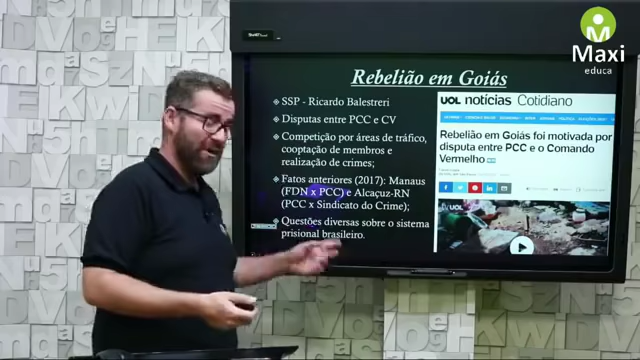 Maxi
educa
Rebelião em Goiás
SSP - Ricardo Balestreri
Disputas entre PCC e CV
Competição por áreas de tráfico,
cooptação de membros e
realização de crimes;
Fatos anteriores (2017): Manaus
(FDN x PCC) e Alcaçuz-RN
(PCC x Sindicato do Crime);
Questões diversas sobre o sistema
prisional brasileiro.
UOL notícias Cotidiano
Rebelião em Goiás foi motivada por
disputa entre PCC e o Comando
Vermelho
UOL